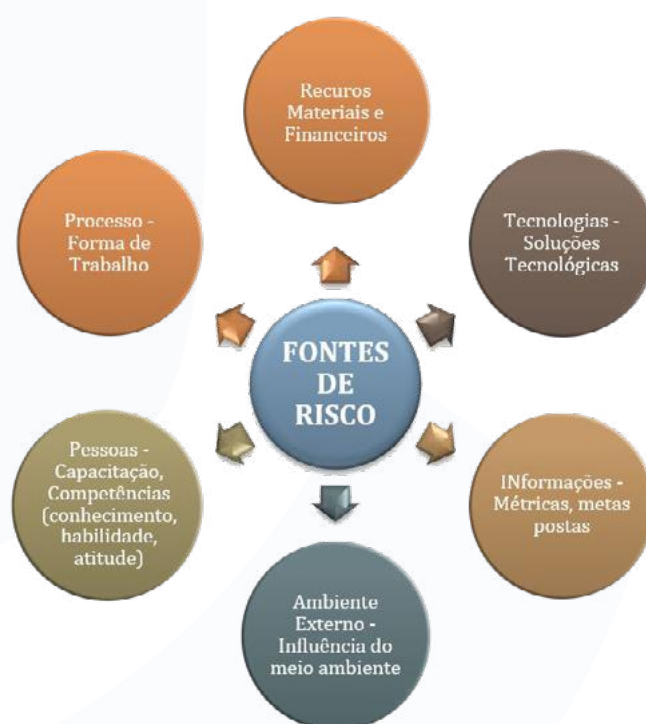 Recuros
Materiais e
Financeiros
Tecnologias -
Soluções
Tecnológicas
INformações -
Métricas, metas
postas
Ambiente
Externo -
Influência do
meio ambiente
Pessoas -
Capacitação,
Competências
(conhecimento,
habilidade,
atitude)
Processo -
Forma de
Trabalho
FONTES
DE
RISCO